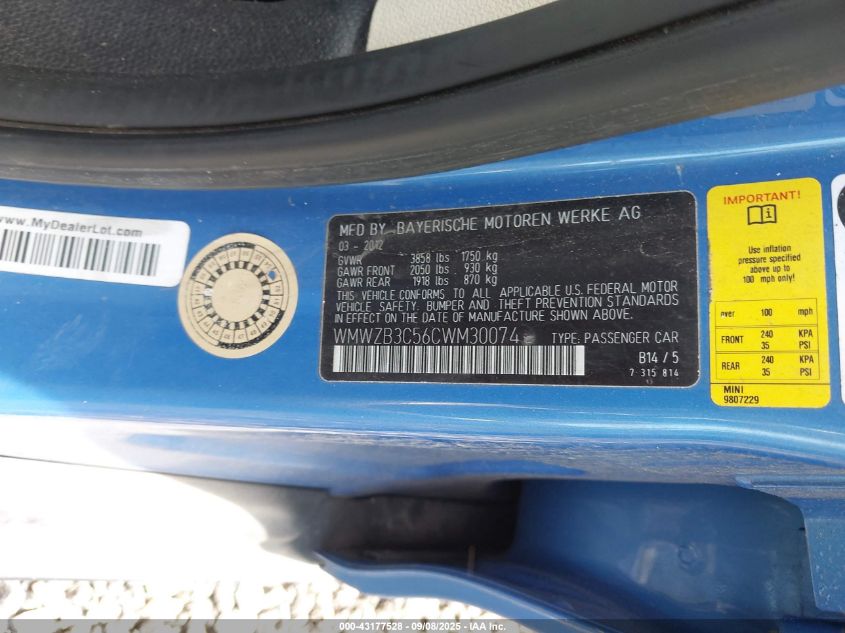 www.MyDealerLot.com
MFD BY BAYERISCHE MOTOREN WERKE AG
03 - 2012
GVWR 3858 lbs 1750 kg
GAWR FRONT 2050 lbs 930 kg
GAWR REAR 1918 lbs 870 kg
THIS VEHICLE CONFORMS TO ALL APPLICABLE U.S. FEDERAL MOTOR
VEHICLE SAFETY, BUMPER AND THEFT PREVENTION STANDARDS
IN EFFECT ON THE DATE OF MANUFACTURE SHOWN ABOVE.
WMWZB3C56CWM30074 TYPE: PASSENGER CAR
B14 / 5
7 315 814
IMPORTANT!
Use inflation
pressure specified
above up to
100 mph only!
over 100 mph
FRONT 240 KPA
35 PSI
REAR 240 KPA
35 PSI
MINI
9807229
000-43177528 - 09/08/2025 - IAAI.COM